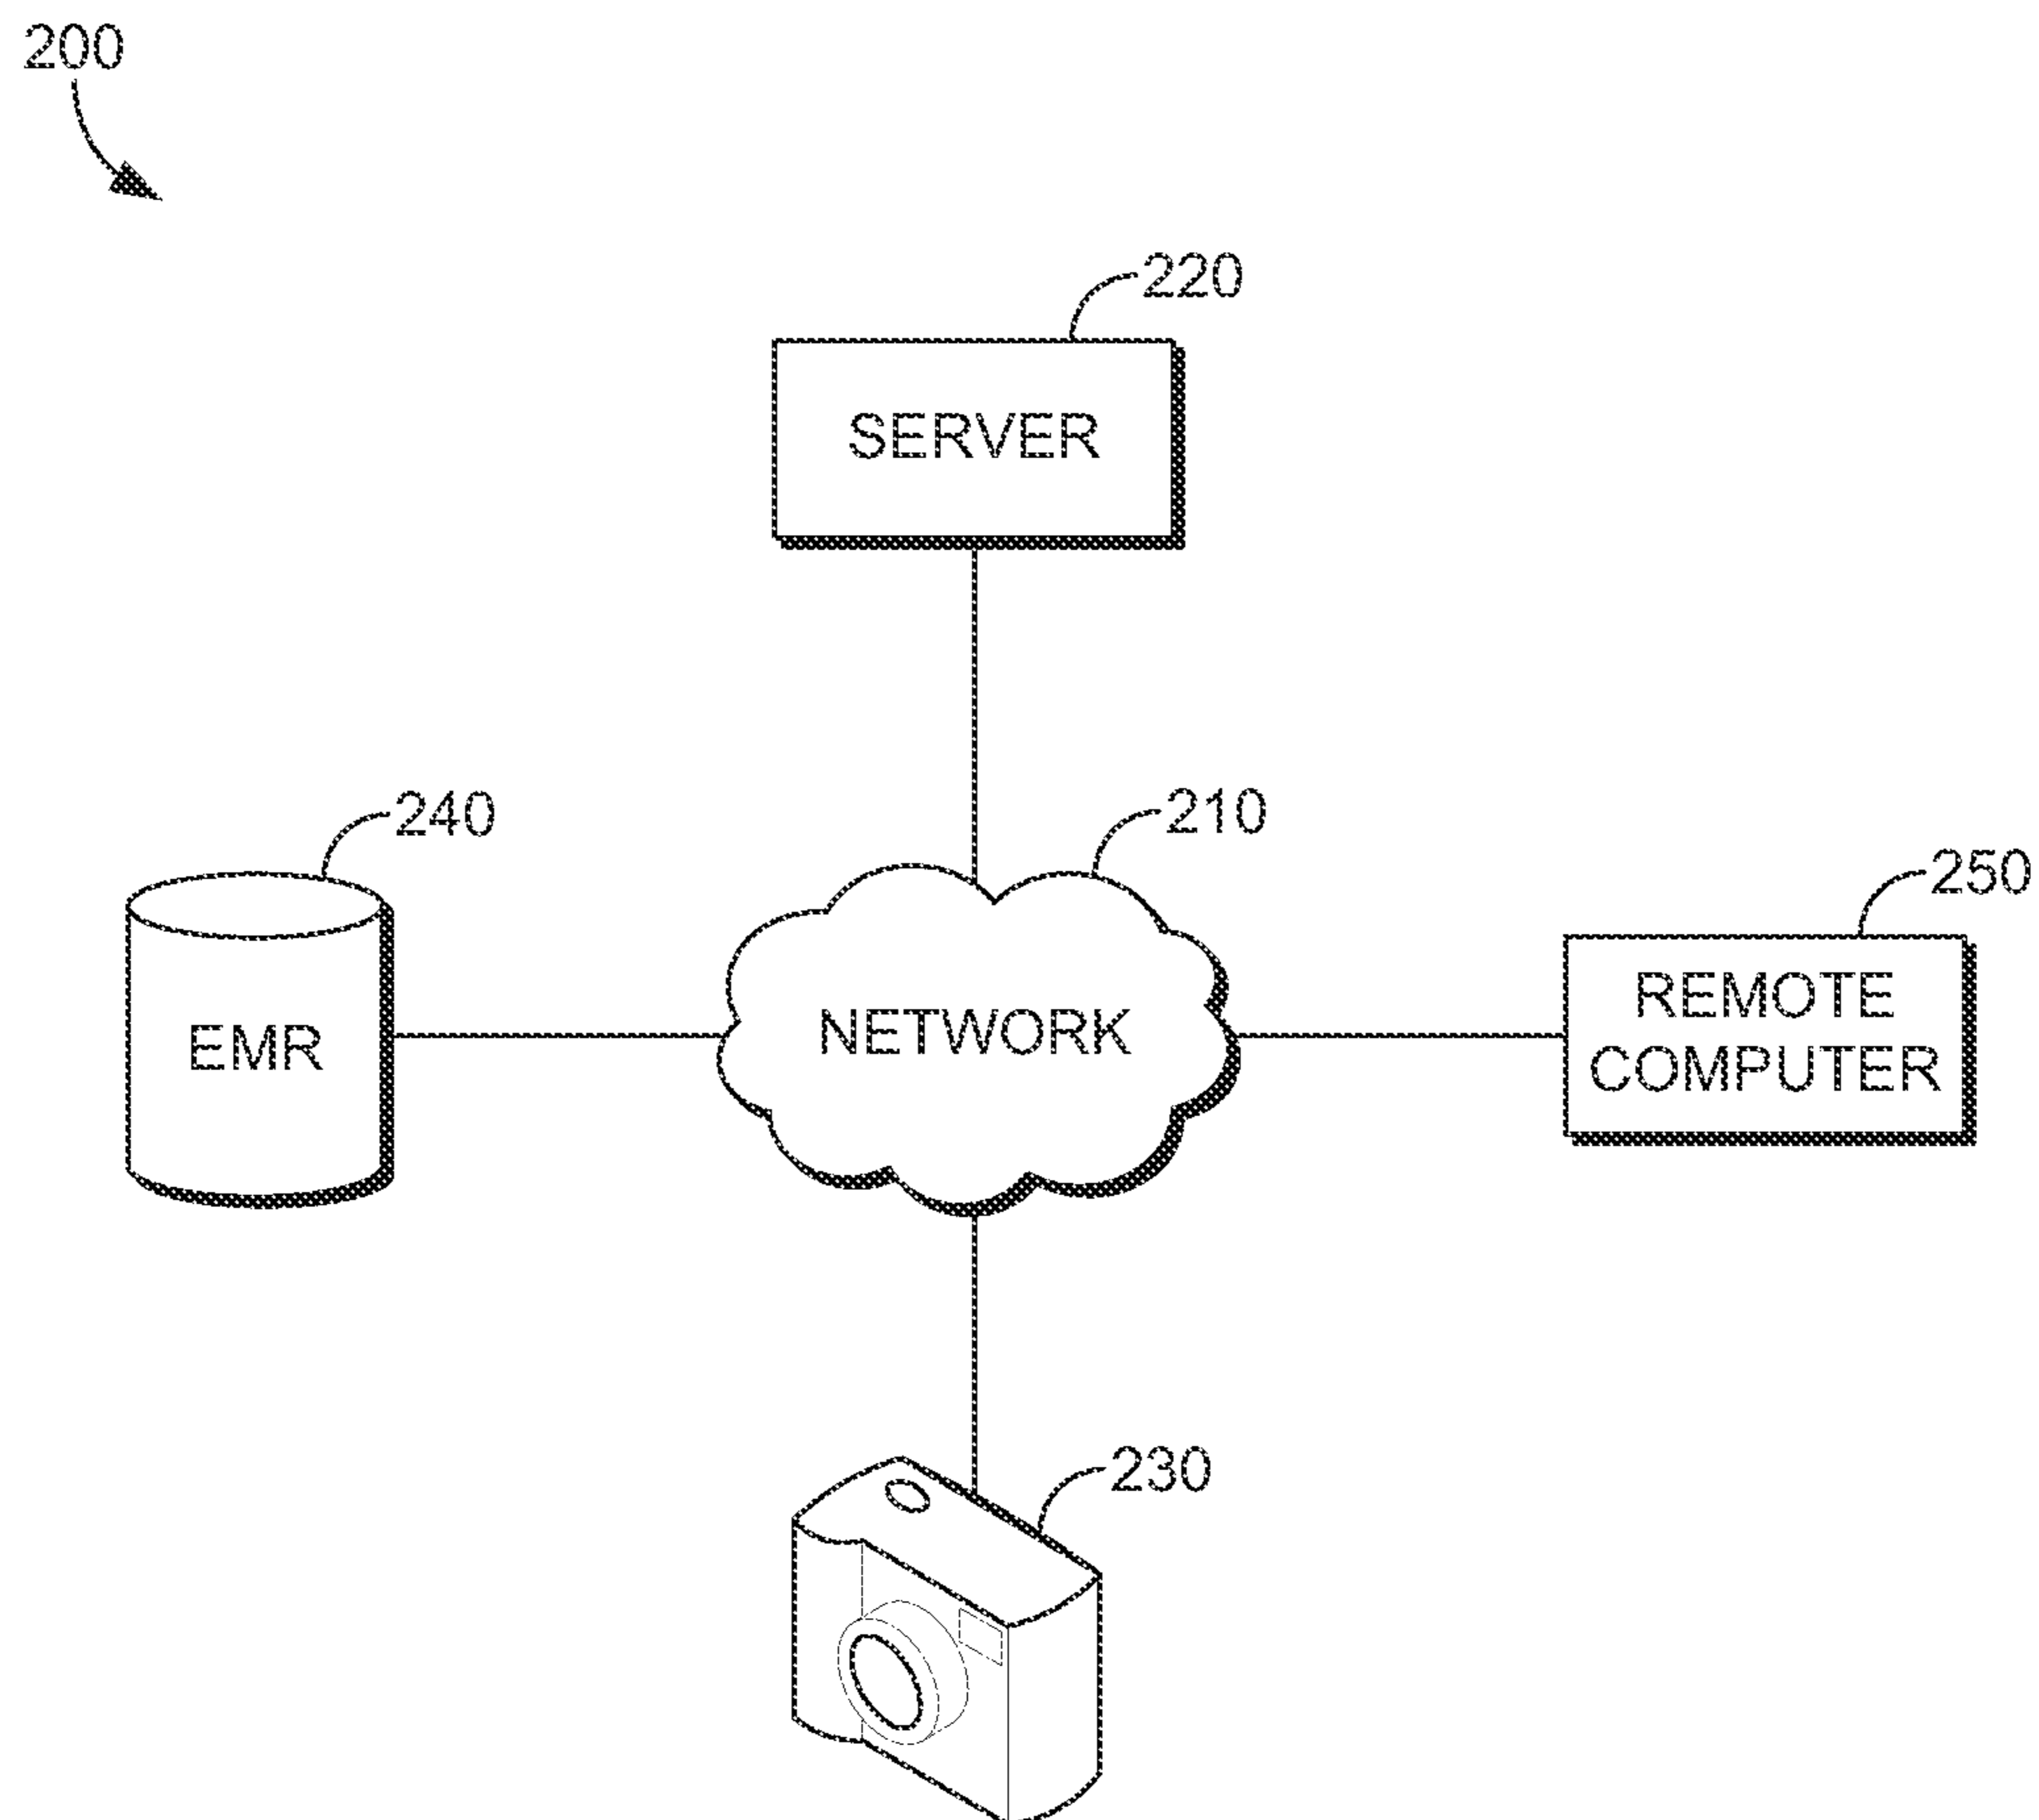 200
220
SERVER
240
210
250
EMR
NETWORK
REMOTE
COMPUTER
230